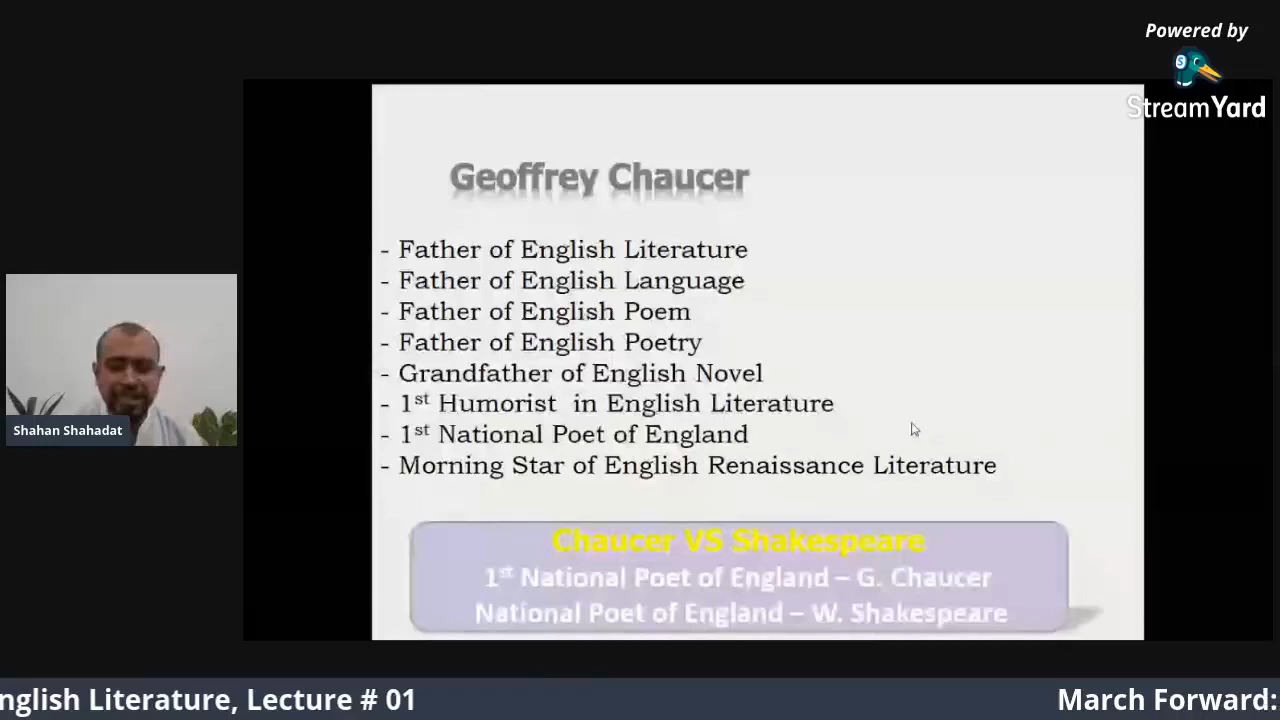 Powered by
StreamYard
Geoffrey Chaucer
- Father of English Literature
- Father of English Language
- Father of English Poem
- Father of English Poetry
- Grandfather of English Novel
- 1st Humorist in English Literature
- 1st National Poet of England
- Morning Star of English Renaissance Literature
Shahan Shahadat
Chaucer VS Shakespeare
1st National Poet of England – G. Chaucer
National Poet of England – W. Shakespeare
nglish Literature, Lecture # 01 March Forward: